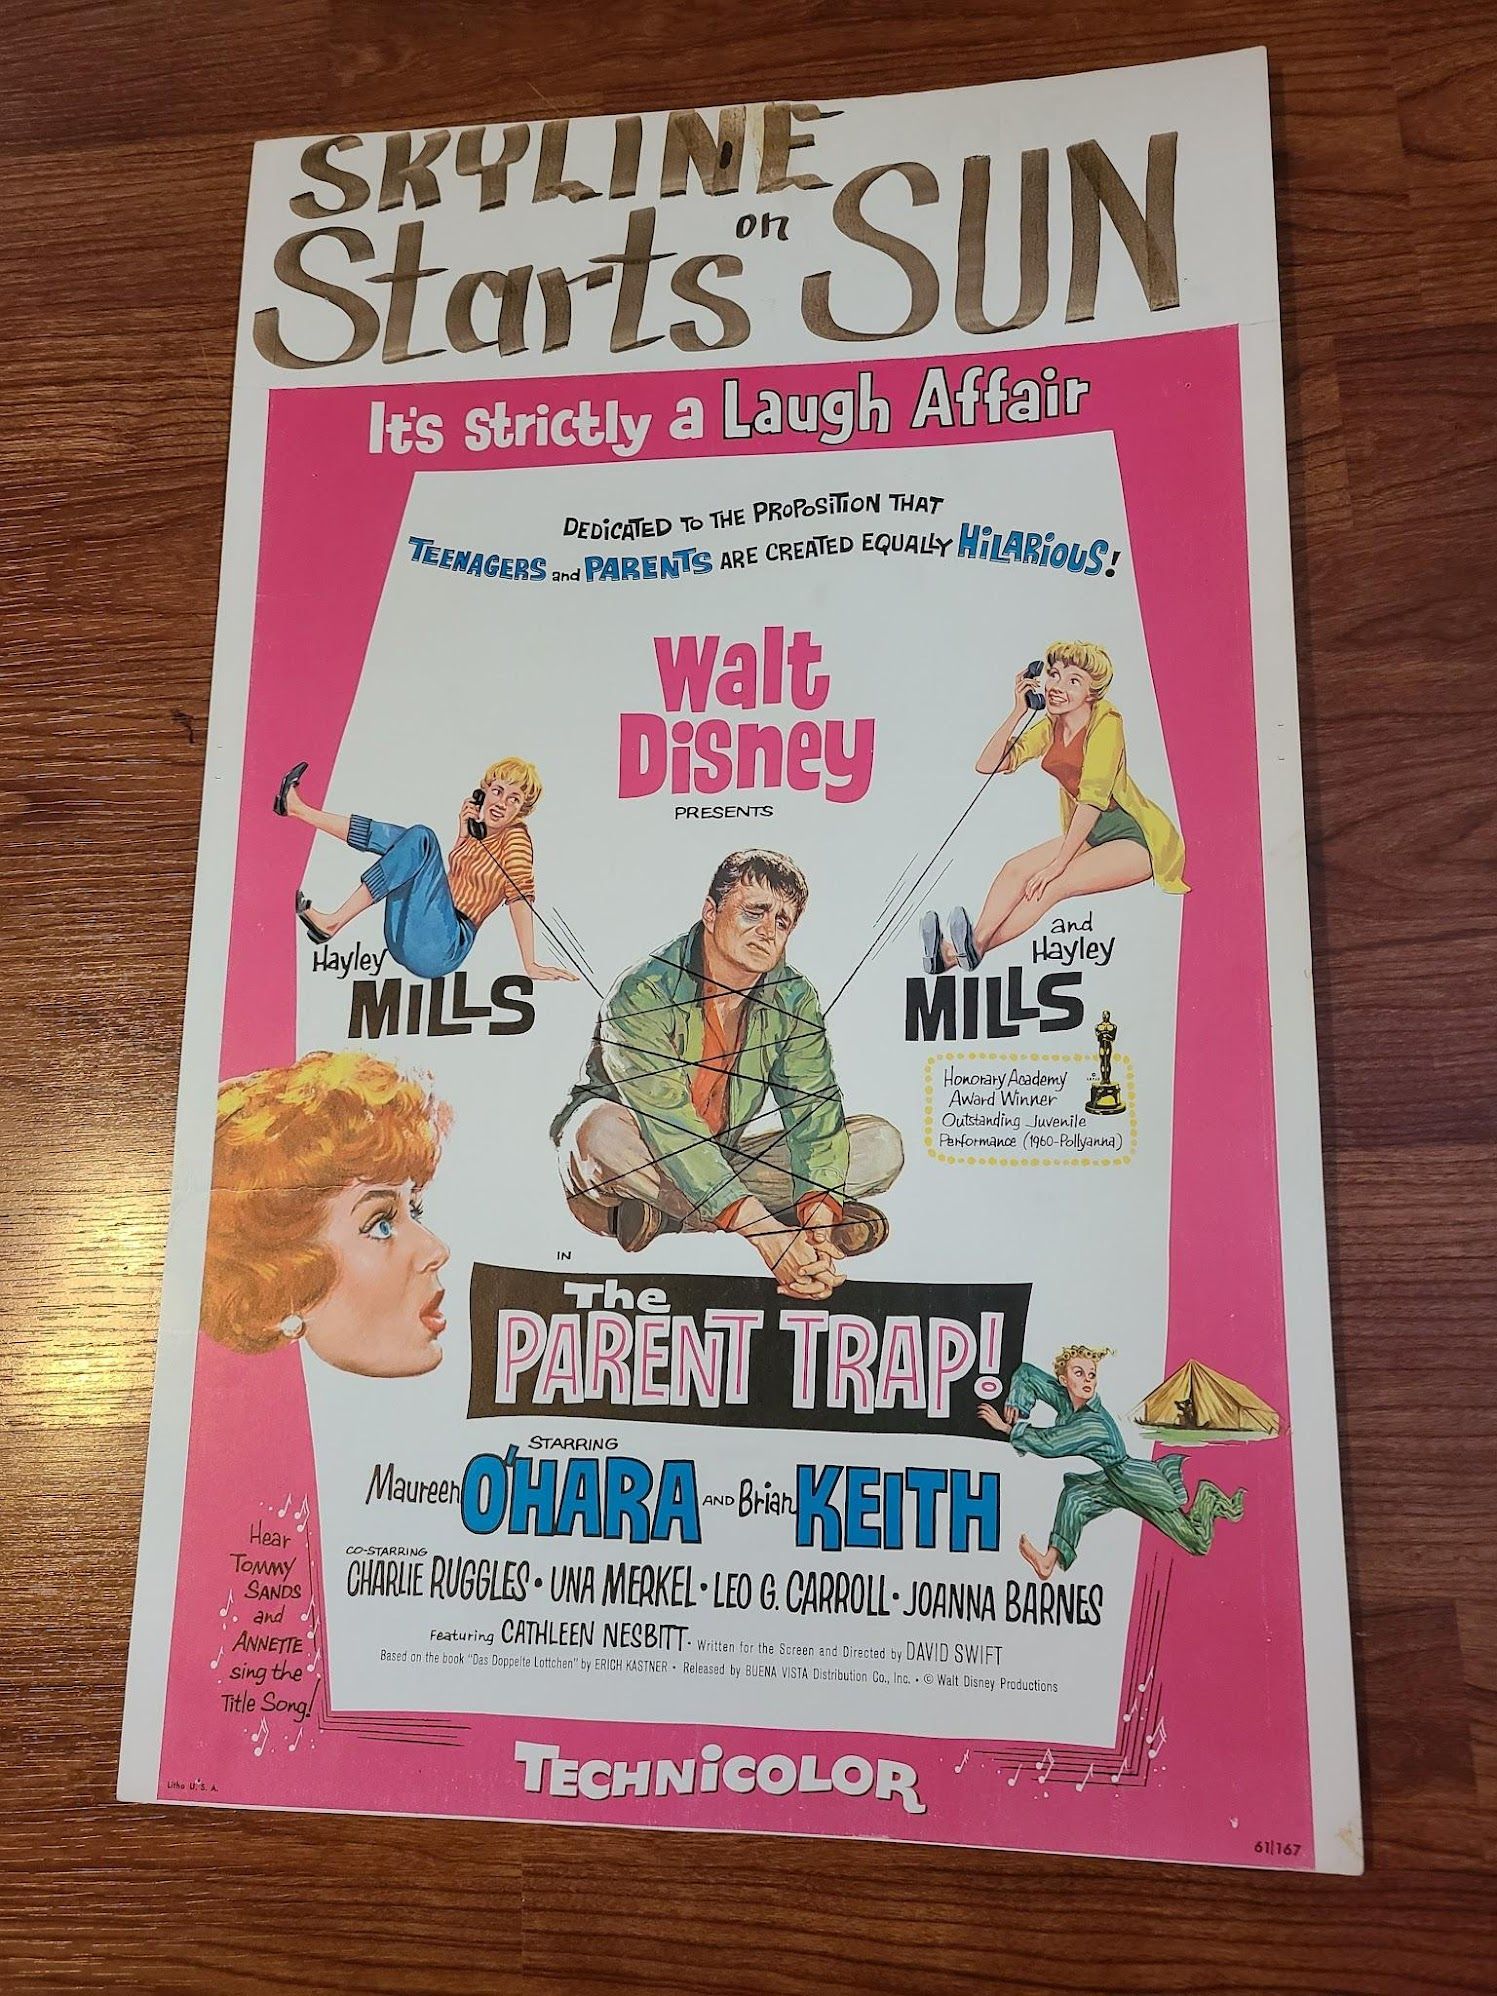 SKYLINE
Starts on SUN
It's strictly a Laugh Affair
DEDICATED TO THE PROPOSITION THAT
TEENAGERS and PARENTS ARE CREATED EQUALLY HILARIOUS!
Walt
Disney
PRESENTS
Hayley
MILLS
and
Hayley
MILLS
Honorary Academy
Award Winner
Outstanding Juvenile
Performance (1960-Pollyanna)
IN
The
PARENT TRAP!
STARRING
Maureen O'HARA AND Brian KEITH
CO-STARRING
CHARLIE RUGGLES • UNA MERKEL • LEO G. CARROLL • JOANNA BARNES
Featuring CATHLEEN NESBITT • Written for the Screen and Directed by DAVID SWIFT
Based on the book "Das Doppelte Lottchen" by ERICH KASTNER • Released by BUENA VISTA Distribution Co., Inc. • © Walt Disney Productions
Hear
TOMMY
SANDS
and
ANNETTE
sing the
Title Song!
TECHNICOLOR
Litho U.S.A.
61/167